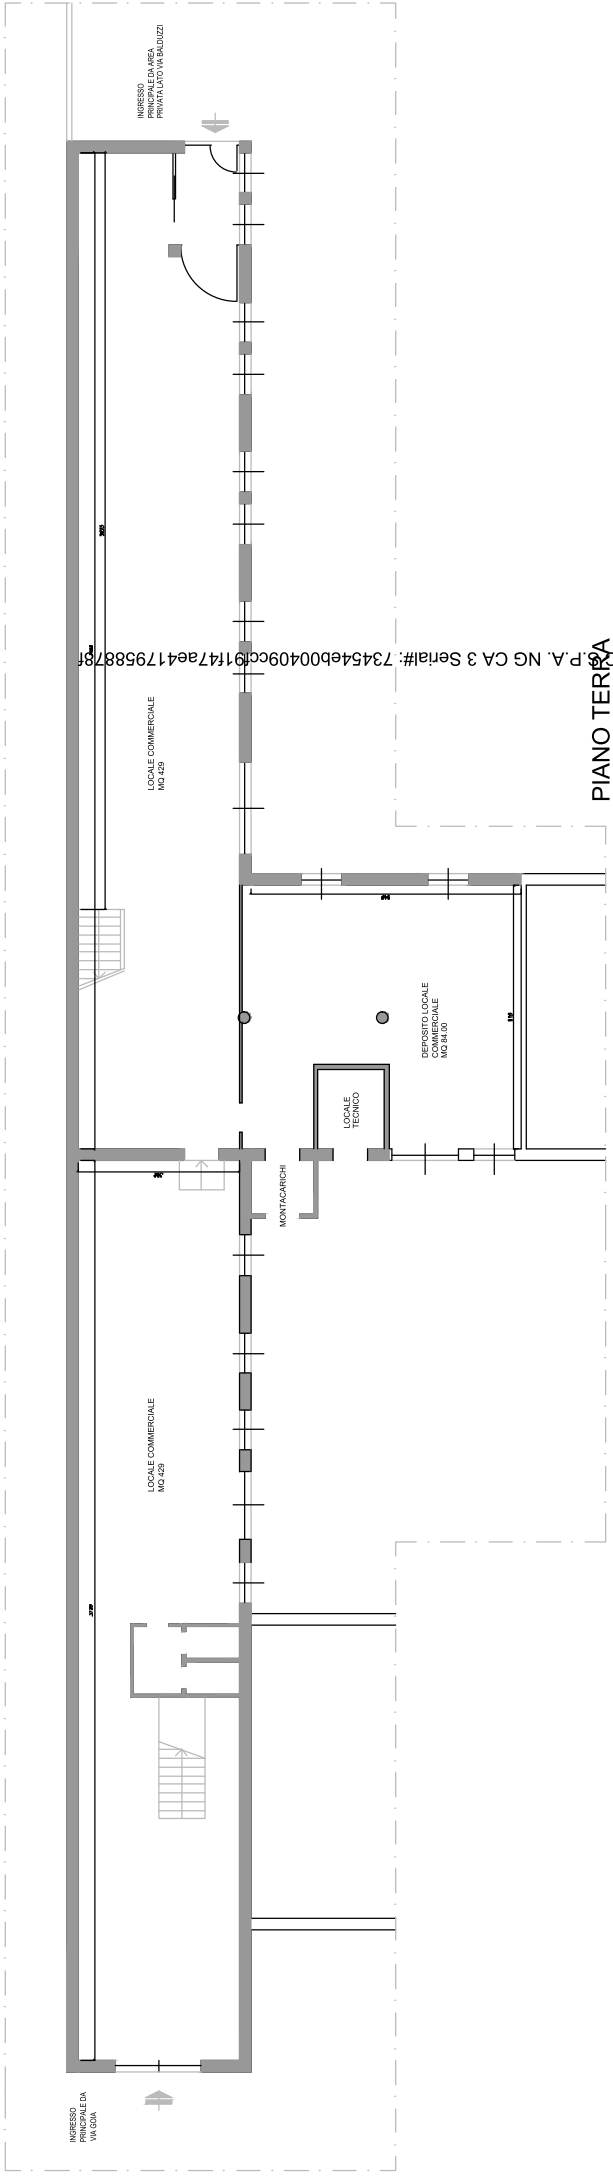 INGRESSO
PRINCIPALE DA AREA
PRIVATA LATO VIA BALDUZZI
LOCALE COMMERCIALE
MQ 429
S.P.A. NG CA 3 Serial#: 73454eb00409ccf91f47ae417958878f
PIANO TERRA
DEPOSITO LOCALE
COMMERCIALE
MQ 84.00
LOCALE
TECNICO
MONTACARICHI
LOCALE COMMERCIALE
MQ 429
INGRESSO
PRINCIPALE DA
VIA GOIA